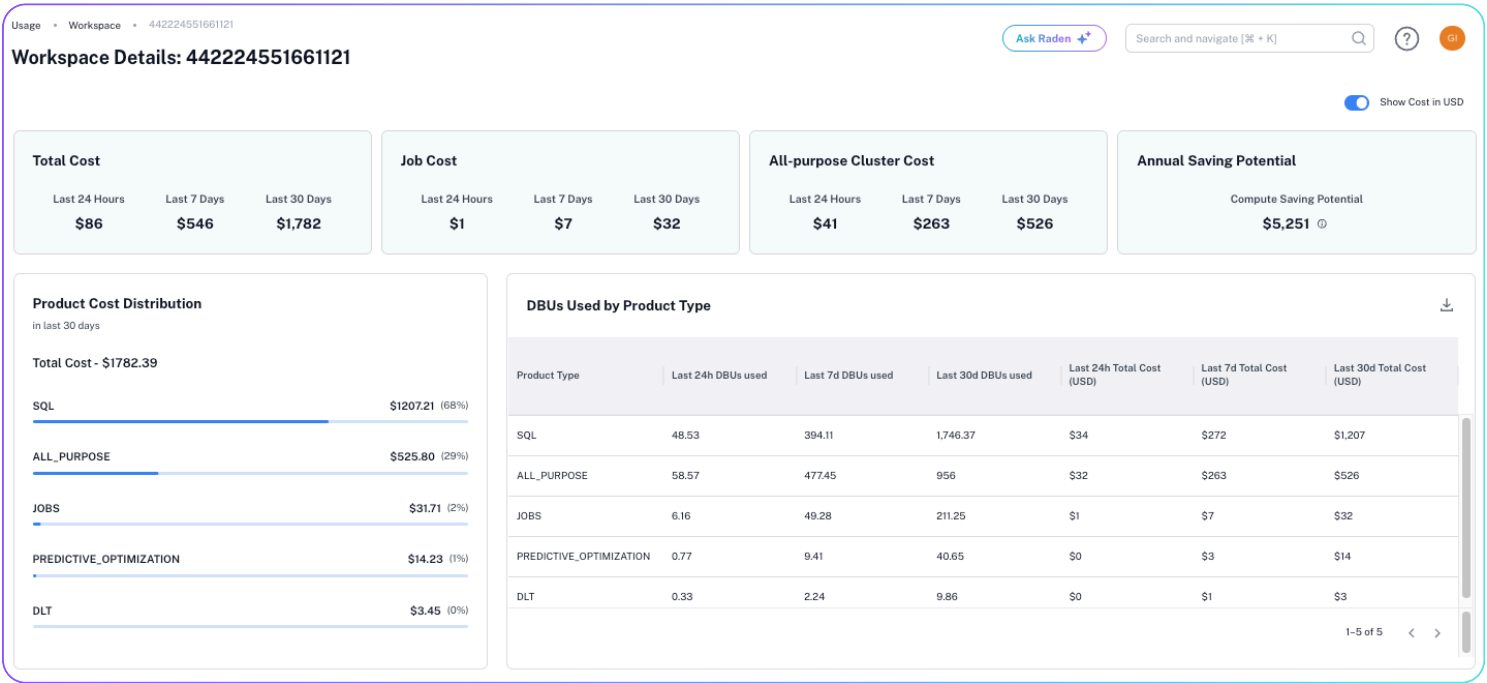 Usage • Workspace • 442224551661121
Workspace Details: 442224551661121
Ask Raden
Search and navigate [⌘ + K]
?
GI
Show Cost in USD
Total Cost
Last 24 Hours Last 7 Days Last 30 Days
$86 $546 $1,782
Job Cost
Last 24 Hours Last 7 Days Last 30 Days
$1 $7 $32
All-purpose Cluster Cost
Last 24 Hours Last 7 Days Last 30 Days
$41 $263 $526
Annual Saving Potential
Compute Saving Potential
$5,251
Product Cost Distribution
in last 30 days
Total Cost - $1782.39
SQL $1207.21 (68%)
ALL_PURPOSE $525.80 (29%)
JOBS $31.71 (2%)
PREDICTIVE_OPTIMIZATION $14.23 (1%)
DLT $3.45 (0%)
DBUs Used by Product Type
Product Type Last 24h DBUs used Last 7d DBUs used Last 30d DBUs used Last 24h Total Cost (USD) Last 7d Total Cost (USD) Last 30d Total Cost (USD)
SQL 48.53 394.11 1,746.37 $34 $272 $1,207
ALL_PURPOSE 58.57 477.45 956 $32 $263 $526
JOBS 6.16 49.28 211.25 $1 $7 $32
PREDICTIVE_OPTIMIZATION 0.77 9.41 40.65 $0 $3 $14
DLT 0.33 2.24 9.86 $0 $1 $3
1–5 of 5